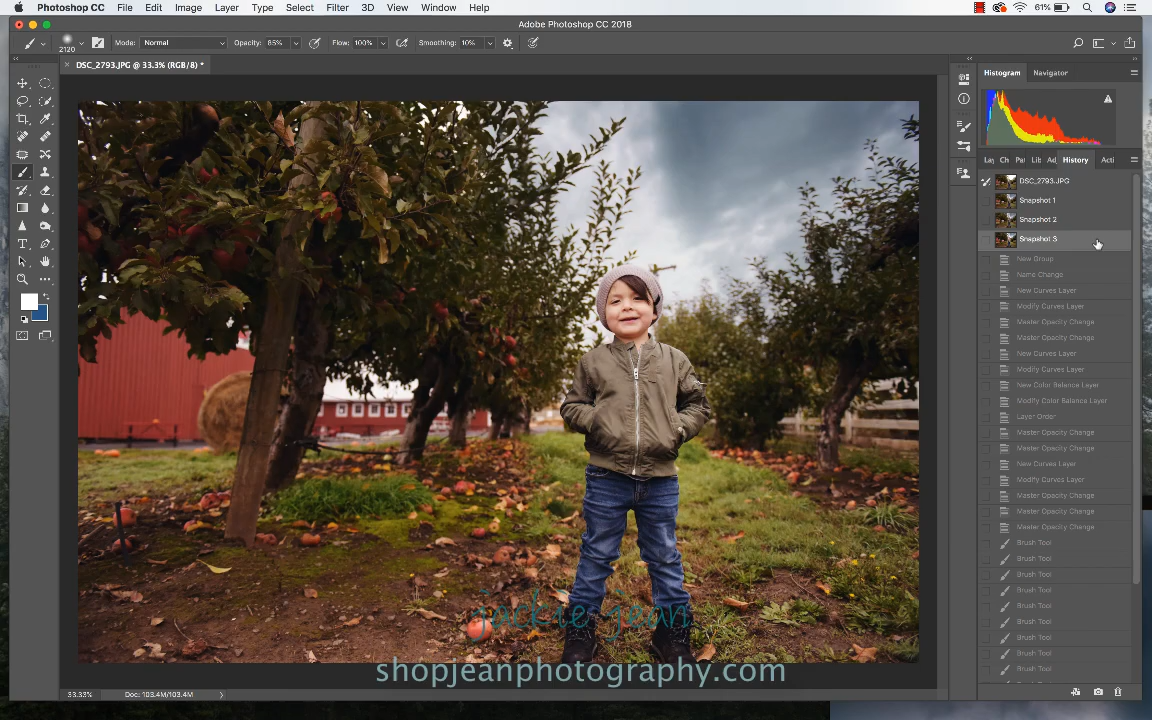 Photoshop CC File Edit Image Layer Type Select Filter 3D View Window Help 61%
Adobe Photoshop CC 2018
2120 Mode: Normal Opacity: 85% Flow: 100% Smoothing: 10%
× DSC_2793.JPG @ 33.3% (RGB/8) *
Histogram Navigator
Ch Lib History Acti
DSC_2793.JPG
Snapshot 1
Snapshot 2
Snapshot 3
New Group
Name Change
New Curves Layer
Modify Curves Layer
Master Opacity Change
Master Opacity Change
New Curves Layer
Modify Curves Layer
New Color Balance Layer
Modify Color Balance Layer
Layer Order
Master Opacity Change
Master Opacity Change
New Curves Layer
Modify Curves Layer
Master Opacity Change
Master Opacity Change
Master Opacity Change
Brush Tool
Brush Tool
Brush Tool
Brush Tool
Brush Tool
Brush Tool
Brush Tool
Brush Tool
Brush Tool
jackie jean
shopjeanphotography.com
33.33% Doc: 103.4M/103.4M